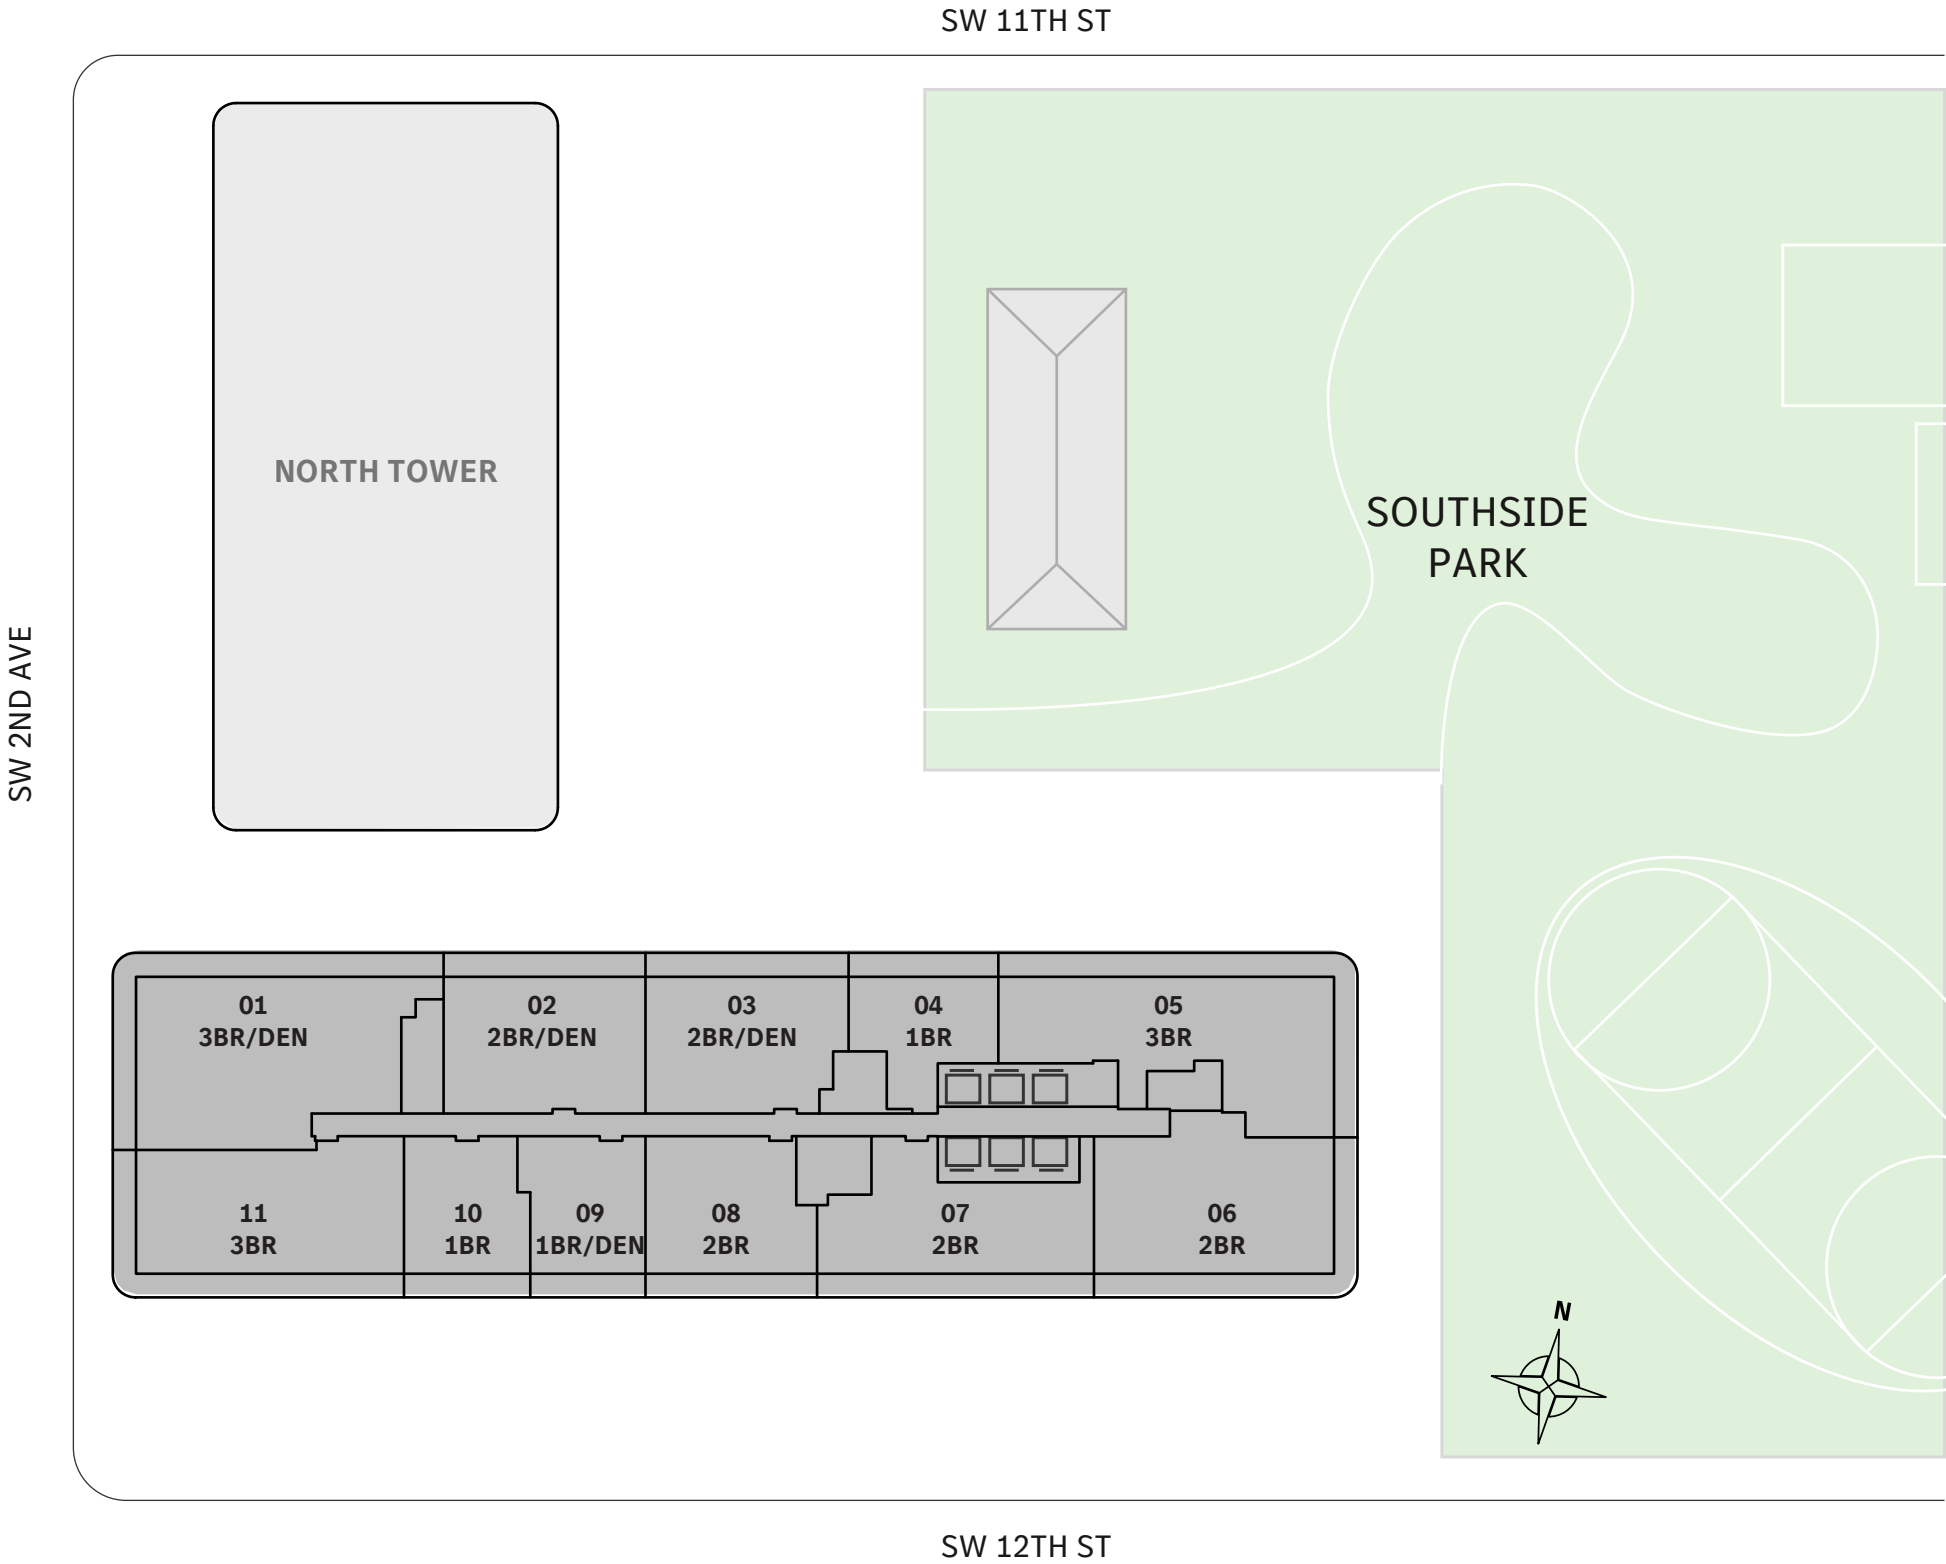 SW 11TH ST
NORTH TOWER
SOUTHSIDE
PARK
SW 2ND AVE
01
3BR/DEN
02
2BR/DEN
03
2BR/DEN
04
1BR
05
3BR
11
3BR
10
1BR
09
1BR/DEN
08
2BR
07
2BR
06
2BR
N
SW 12TH ST